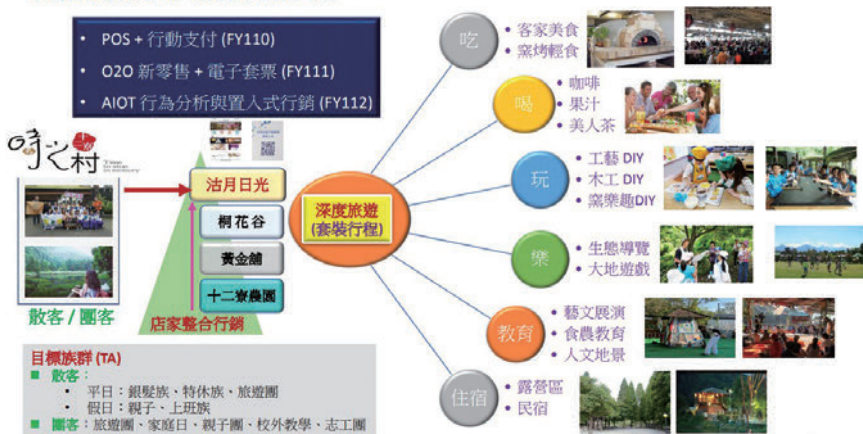 • POS + 行動支付 (FY110)
• O2O 新零售 + 電子套票 (FY111)
• AIOT 行為分析與置入式行銷 (FY112)
時之村
Time
in memory
散客 / 團客
沽月日光
桐花谷
黃金舖
十二寮農園
店家整合行銷
目標族群 (TA)
■ 散客：
• 平日：銀髮族、特休族、旅遊團
• 假日：親子、上班族
■ 團客：旅遊團、家庭日、親子團、校外教學、志工團
深度旅遊
(套裝行程)
吃
• 客家美食
• 窯烤輕食
喝
• 咖啡
• 果汁
• 美人茶
玩
• 工藝 DIY
• 木工 DIY
• 窯樂趣DIY
樂
• 生態導覽
• 大地遊戲
教育
• 藝文展演
• 食農教育
• 人文地景
住宿
• 露營區
• 民宿